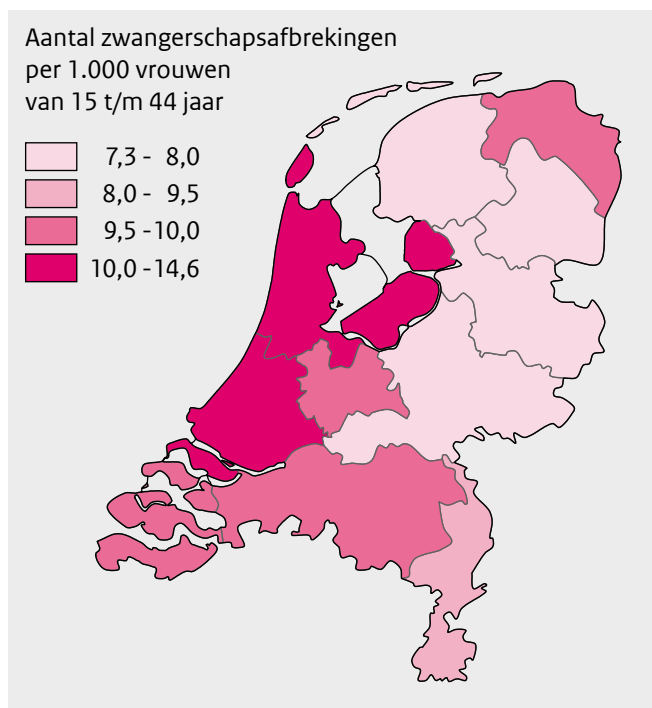 Aantal zwangerschapsafbrekingen
per 1.000 vrouwen
van 15 t/m 44 jaar
7,3 - 8,0
8,0 - 9,5
9,5 -10,0
10,0 -14,6